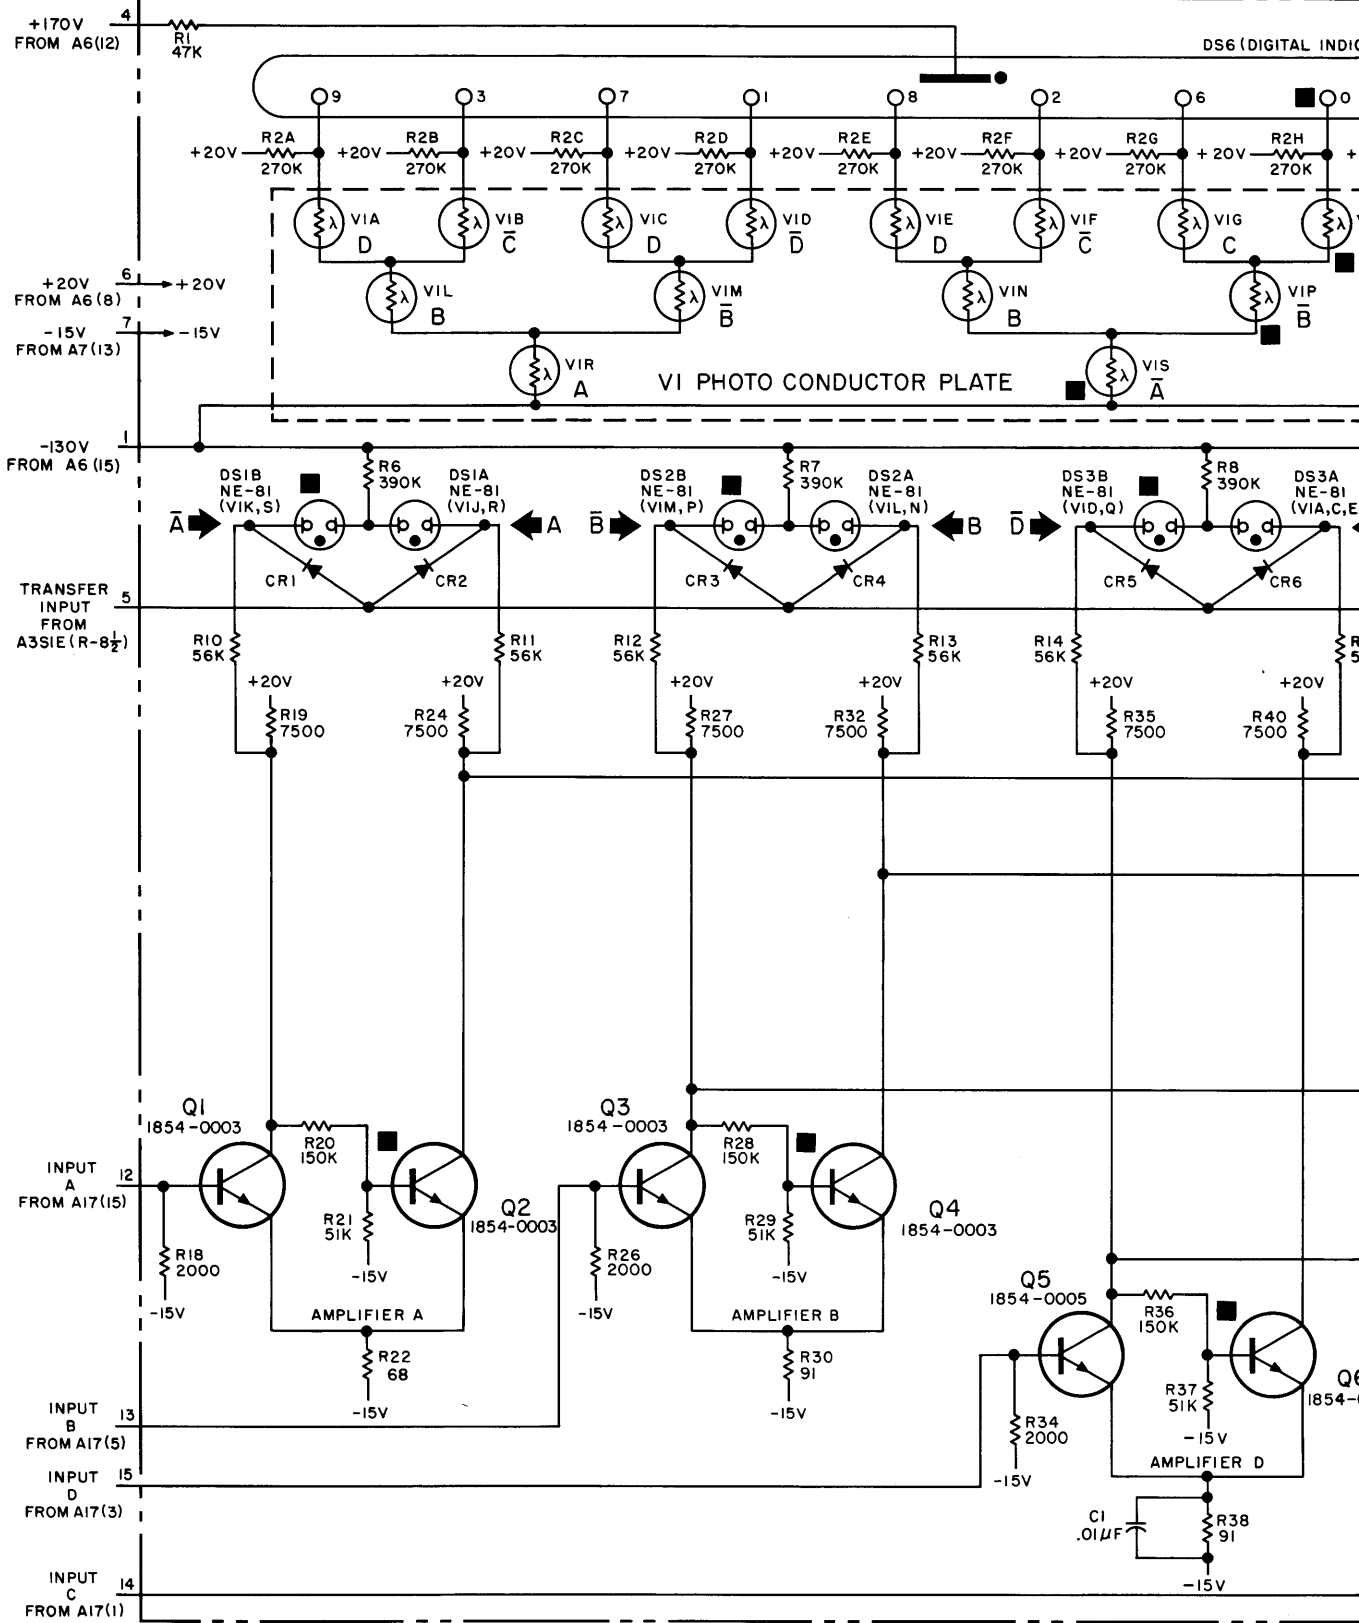 +170V
FROM A6(12)
4
R1
47K
DS6 (DIGITAL INDIC
9
3
7
1
8
2
6
0
+20V
R2A
270K
+20V
R2B
270K
+20V
R2C
270K
+20V
R2D
270K
+20V
R2E
270K
+20V
R2F
270K
+20V
R2G
270K
+20V
R2H
270K
+
V1A
D
V1B
C̅
V1C
D
V1D
D̅
V1E
D
V1F
C̅
V1G
C
+20V
FROM A6(8)
6
+20V
-15V
FROM A7(13)
7
-15V
V1L
B
V1M
B̅
V1N
B
V1P
B̅
V1R
A
V1 PHOTO CONDUCTOR PLATE
V1S
A̅
-130V
FROM A6 (15)
1
DS1B
NE-81
(V1K,S)
R6
390K
DS1A
NE-81
(V1J,R)
A̅
A
CR1
CR2
DS2B
NE-81
(V1M,P)
R7
390K
DS2A
NE-81
(V1L,N)
B̅
B
CR3
CR4
DS3B
NE-81
(V1D,Q)
R8
390K
DS3A
NE-81
(V1A,C,E
D̅
CR5
CR6
TRANSFER
INPUT
FROM
A3S1E(R-8½)
5
R10
56K
R11
56K
R12
56K
R13
56K
R14
56K
R
5
+20V
R19
7500
+20V
R24
7500
+20V
R27
7500
+20V
R32
7500
+20V
R35
7500
+20V
R40
7500
Q1
1854-0003
R20
150K
Q2
1854-0003
INPUT
A
FROM A17(15)
12
R18
2000
-15V
R21
51K
-15V
AMPLIFIER A
R22
68
-15V
Q3
1854-0003
R28
150K
Q4
1854-0003
R26
2000
-15V
R29
51K
-15V
AMPLIFIER B
R30
91
-15V
Q5
1854-0005
R36
150K
Q6
1854-0
R34
2000
-15V
R37
51K
-15V
AMPLIFIER D
C1
.01µF
R38
91
-15V
INPUT
B
FROM A17(5)
13
INPUT
D
FROM A17(3)
15
INPUT
C
FROM A17(1)
14